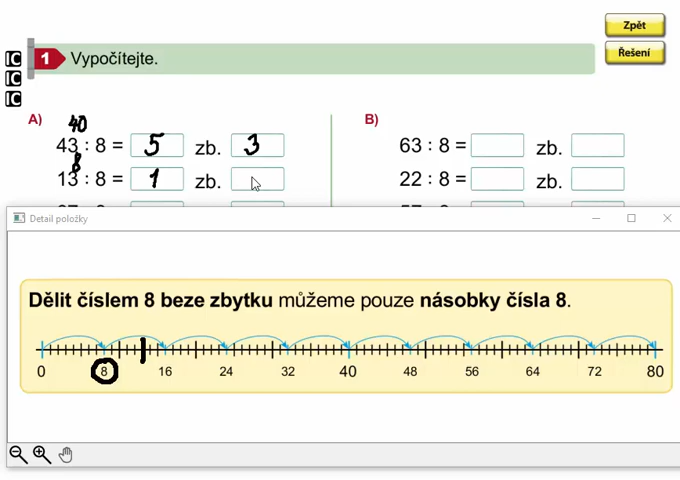 Zpět
1 Vypočítejte.
Řešení
A)
B)
40
43 : 8 = 5 zb. 3
63 : 8 = zb.
8
13 : 8 = 1 zb.
22 : 8 = zb.
Detail položky
Dělit číslem 8 beze zbytku můžeme pouze násobky čísla 8.
0 8 16 24 32 40 48 56 64 72 80